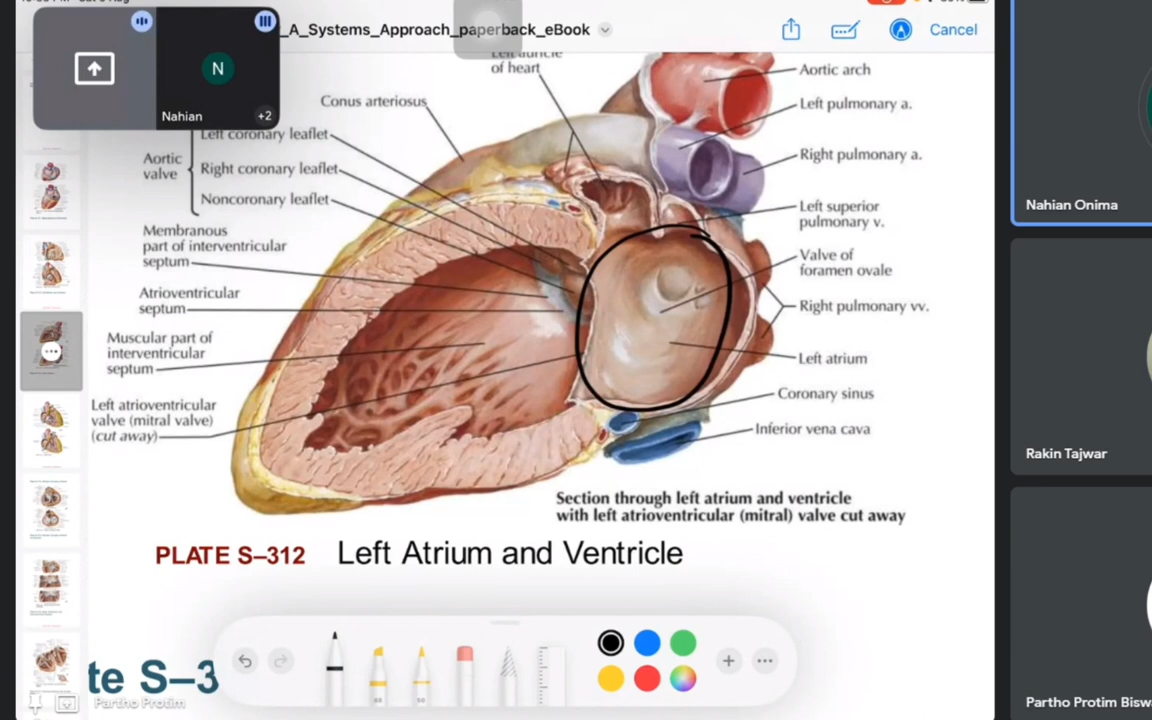 _A_Systems_Approach_paperback_eBook
Cancel
N
Nahian
+2
Left auricle
of heart
Conus arteriosus
Aortic arch
Left pulmonary a.
Right pulmonary a.
Left superior
pulmonary v.
Valve of
foramen ovale
Right pulmonary vv.
Left atrium
Coronary sinus
Inferior vena cava
Aortic
valve
Left coronary leaflet
Right coronary leaflet
Noncoronary leaflet
Membranous
part of interventricular
septum
Atrioventricular
septum
Muscular part of
interventricular
septum
Left atrioventricular
valve (mitral valve)
(cut away)
Section through left atrium and ventricle
with left atrioventricular (mitral) valve cut away
PLATE S–312 Left Atrium and Ventricle
te S–3
Partho Protim
Nahian Onima
Rakin Tajwar
Partho Protim Bisw